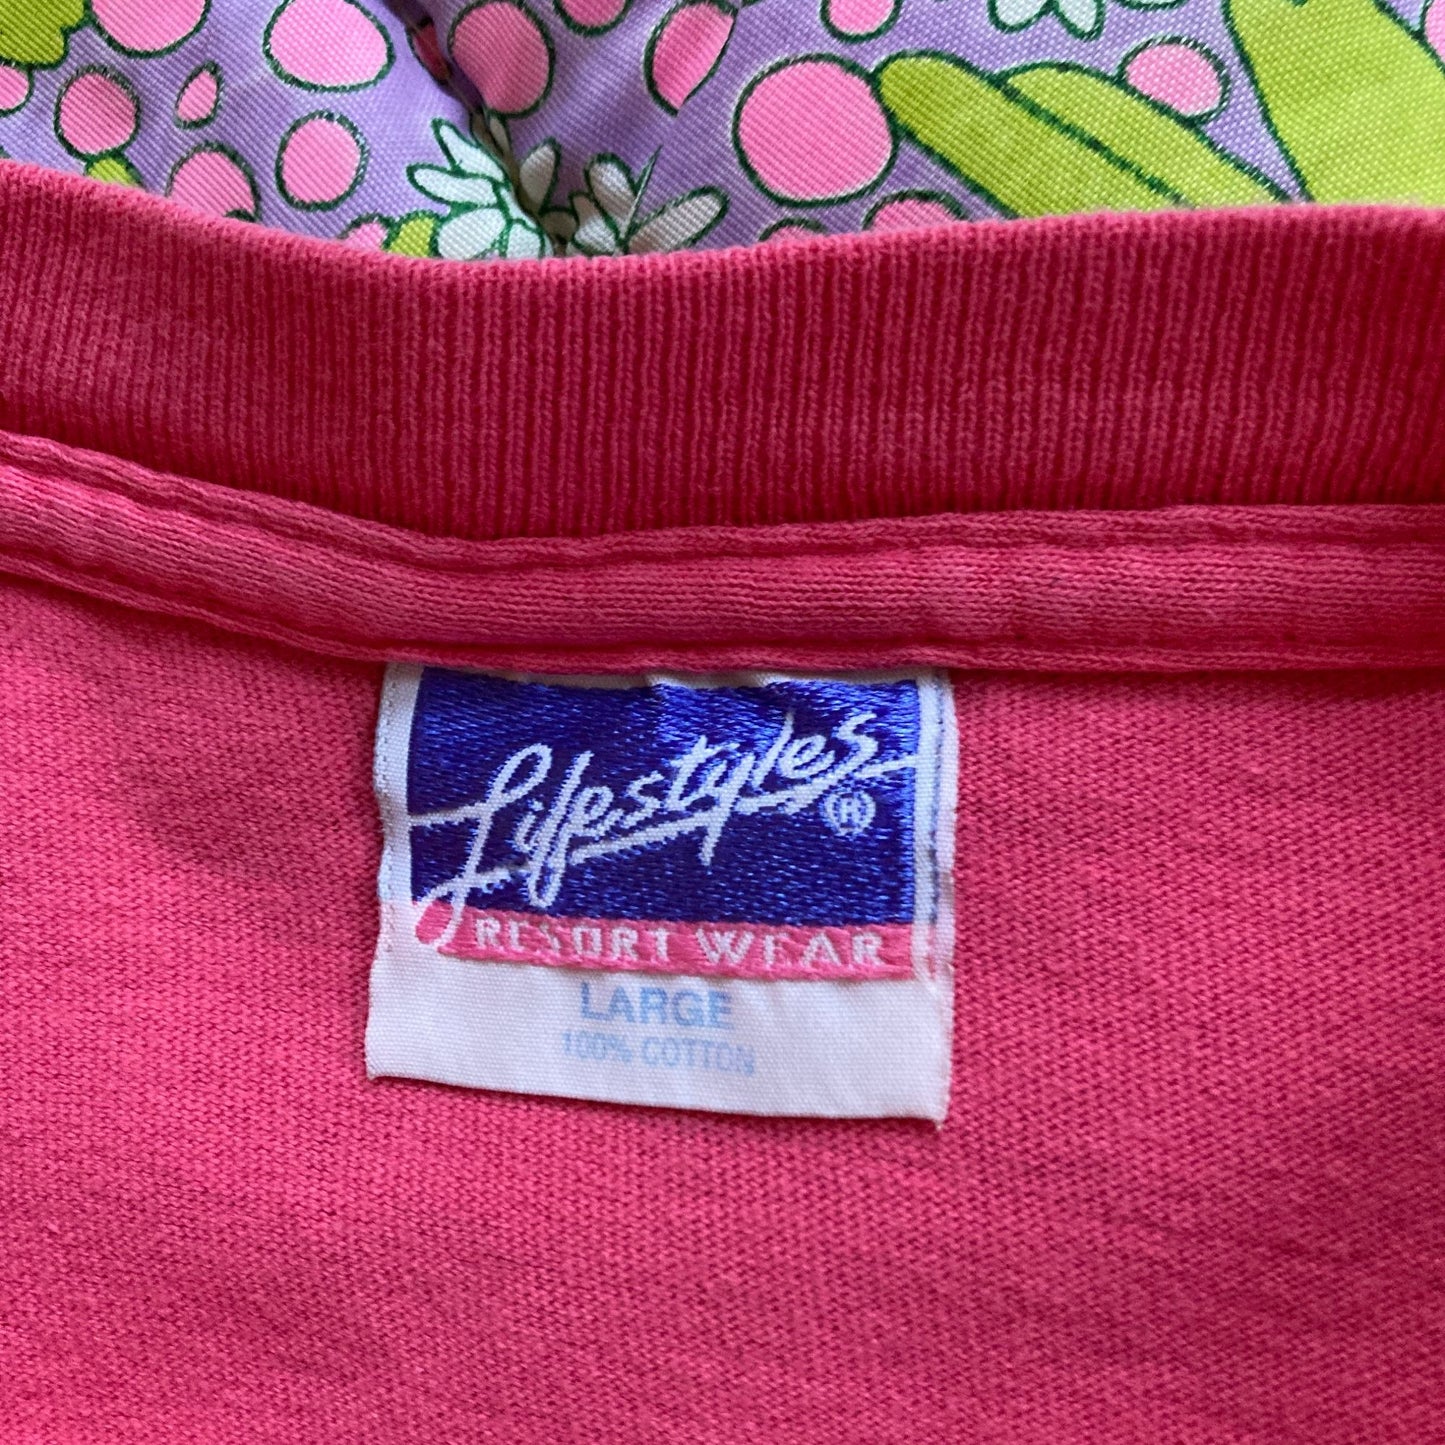 Lifestyles ®
RESORT WEAR
LARGE
100% COTTON